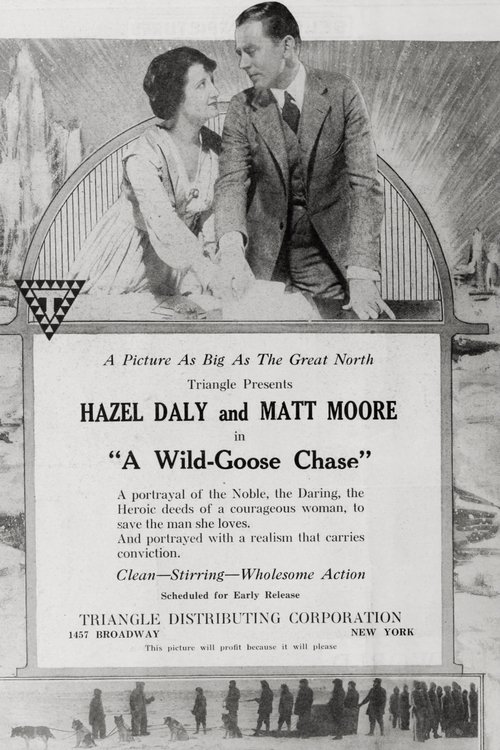 T
A Picture As Big As The Great North
Triangle Presents
HAZEL DALY and MATT MOORE
in
"A Wild-Goose Chase"
A portrayal of the Noble, the Daring, the
Heroic deeds of a courageous woman, to
save the man she loves.
And portrayed with a realism that carries
conviction.
Clean—Stirring—Wholesome Action
Scheduled for Early Release
TRIANGLE DISTRIBUTING CORPORATION
1457 BROADWAY NEW YORK
This picture will profit because it will please